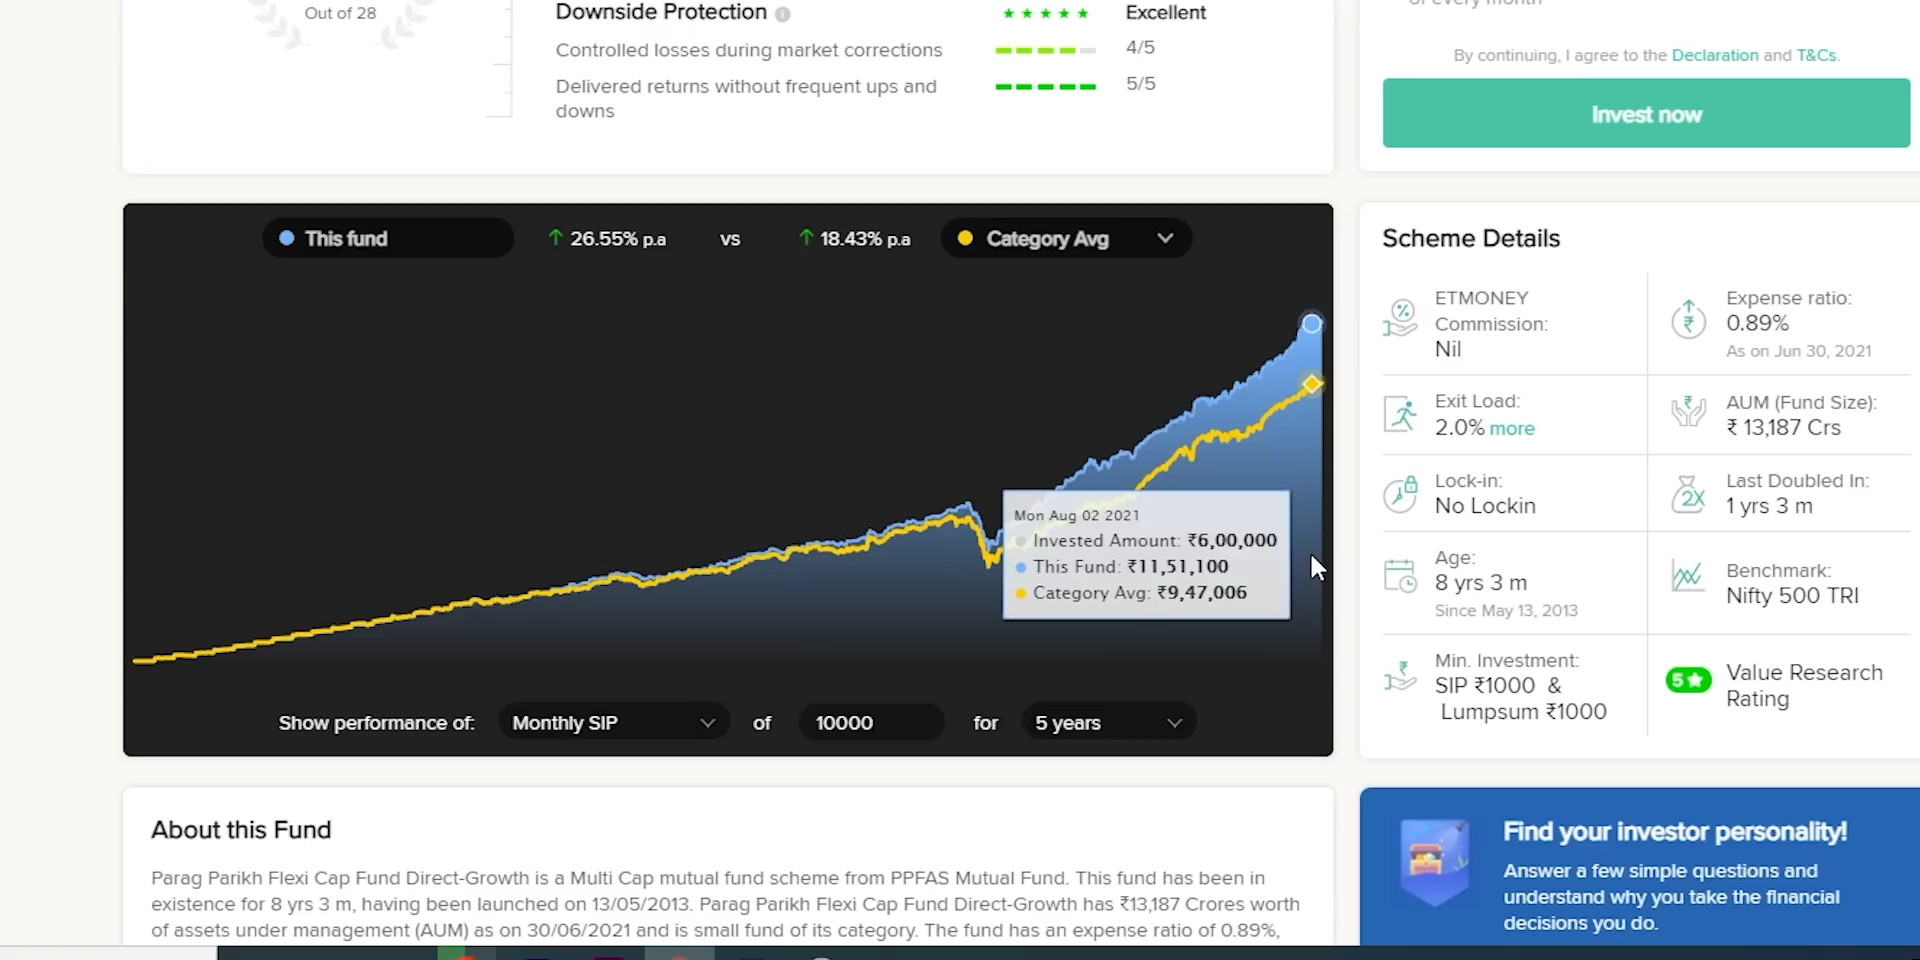 of every month
Out of 28
Downside Protection
Excellent
Controlled losses during market corrections
4/5
Delivered returns without frequent ups and
downs
5/5
By continuing, I agree to the Declaration and T&Cs.
Invest now
This fund
26.55% p.a
vs
18.43% p.a
Category Avg
Mon Aug 02 2021
Invested Amount: ₹6,00,000
This Fund: ₹11,51,100
Category Avg: ₹9,47,006
Show performance of:
Monthly SIP
of
10000
for
5 years
Scheme Details
ETMONEY
Commission:
Nil
Expense ratio:
0.89%
As on Jun 30, 2021
Exit Load:
2.0% more
AUM (Fund Size):
₹ 13,187 Crs
Lock-in:
No Lockin
2X
Last Doubled In:
1 yrs 3 m
Age:
8 yrs 3 m
Since May 13, 2013
Benchmark:
Nifty 500 TRI
Min. Investment:
SIP ₹1000 &
Lumpsum ₹1000
5
Value Research
Rating
About this Fund
Parag Parikh Flexi Cap Fund Direct-Growth is a Multi Cap mutual fund scheme from PPFAS Mutual Fund. This fund has been in
existence for 8 yrs 3 m, having been launched on 13/05/2013. Parag Parikh Flexi Cap Fund Direct-Growth has ₹13,187 Crores worth
of assets under management (AUM) as on 30/06/2021 and is small fund of its category. The fund has an expense ratio of 0.89%,
Find your investor personality!
Answer a few simple questions and
understand why you take the financial
decisions you do.